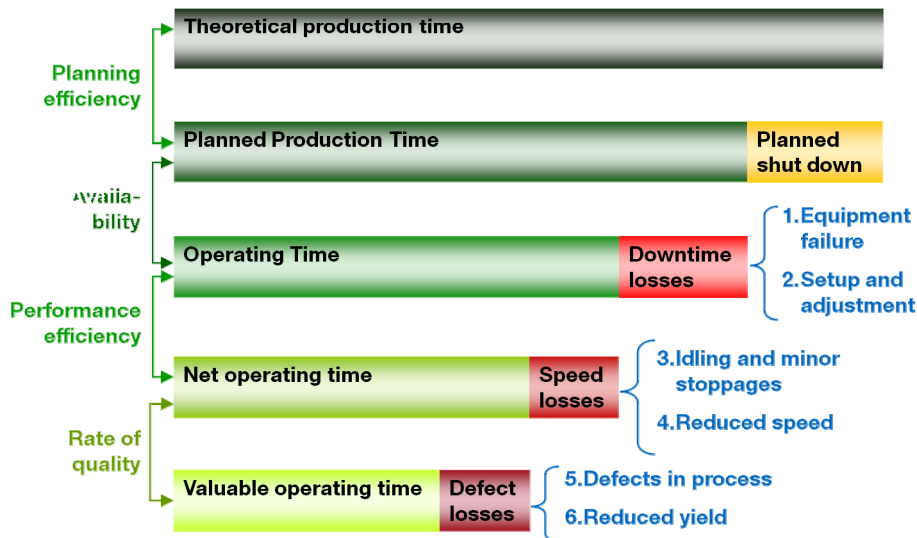 Theoretical production time
Planning
efficiency
Planned Production Time
Planned
shut down
Availa-
bility
Operating Time
Downtime
losses
1.Equipment
failure
2.Setup and
adjustment
Performance
efficiency
Net operating time
Speed
losses
3.Idling and minor
stoppages
4.Reduced speed
Rate of
quality
Valuable operating time
Defect
losses
5.Defects in process
6.Reduced yield